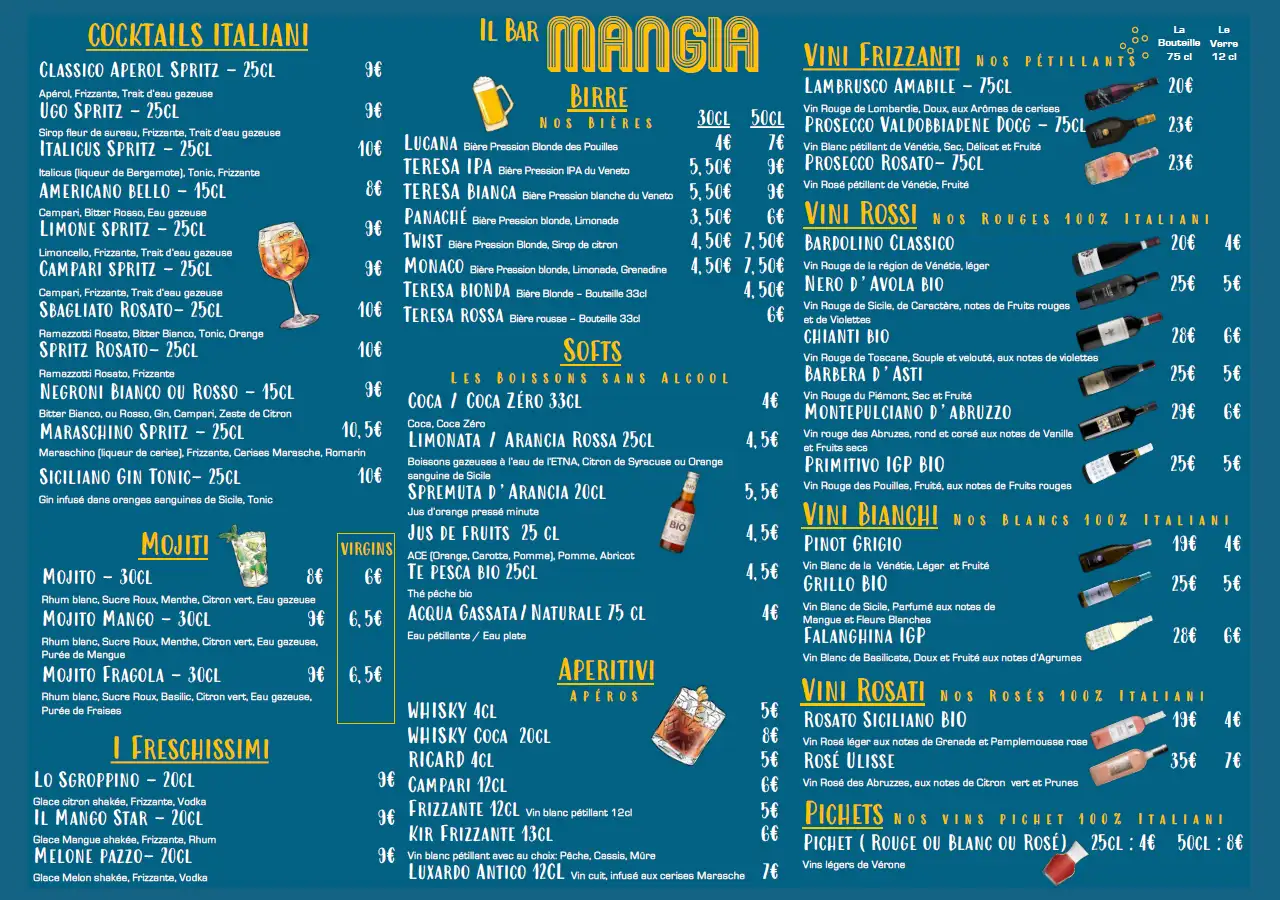 COCKTAILS ITALIANI
CLASSICO APEROL SPRITZ – 25CL 9€
Apérol, Frizzante, Trait d'eau gazeuse
UGO SPRITZ – 25CL 9€
Sirop fleur de sureau, Frizzante, Trait d'eau gazeuse
ITALICUS SPRITZ – 25CL 10€
Italicus (liqueur de Bergamote), Tonic, Frizzante
AMERICANO BELLO – 15CL 8€
Campari, Bitter Rosso, Eau gazeuse
LIMONE SPRITZ – 25CL 9€
Limoncello, Frizzante, Trait d'eau gazeuse
CAMPARI SPRITZ – 25CL 9€
Campari, Frizzante, Trait d'eau gazeuse
SBAGLIATO ROSATO– 25CL 10€
Ramazzotti Rosato, Bitter Bianco, Tonic, Orange
SPRITZ ROSATO– 25CL 10€
Ramazzotti Rosato, Frizzante
NEGRONI BIANCO OU ROSSO – 15CL 9€
Bitter Bianco, ou Rosso, Gin, Campari, Zeste de Citron
MARASCHINO SPRITZ – 25CL 10,5€
Maraschino (liqueur de cerise), Frizzante, Cerises Marasche, Romarin
SICILIANO GIN TONIC– 25CL 10€
Gin infusé dans oranges sanguines de Sicile, Tonic
MOJITI VIRGINS
MOJITO – 30CL 8€ 6€
Rhum blanc, Sucre Roux, Menthe, Citron vert, Eau gazeuse
MOJITO MANGO – 30CL 9€ 6,5€
Rhum blanc, Sucre Roux, Menthe, Citron vert, Eau gazeuse,
Purée de Mangue
MOJITO FRAGOLA – 30CL 9€ 6,5€
Rhum blanc, Sucre Roux, Basilic, Citron vert, Eau gazeuse,
Purée de Fraises
I FRESCHISSIMI
LO SGROPPINO – 20CL 9€
Glace citron shakée, Frizzante, Vodka
IL MANGO STAR – 20CL 9€
Glace Mangue shakée, Frizzante, Rhum
MELONE PAZZO– 20CL 9€
Glace Melon shakée, Frizzante, Vodka
IL BAR MANGIA
BIRRE
NOS BIÈRES 30CL 50CL
LUCANA Bière Pression Blonde des Pouilles 4€ 7€
TERESA IPA Bière Pression IPA du Veneto 5,50€ 9€
TERESA BIANCA Bière Pression blanche du Veneto 5,50€ 9€
PANACHÉ Bière Pression blonde, Limonade 3,50€ 6€
TWIST Bière Pression Blonde, Sirop de citron 4,50€ 7,50€
MONACO Bière Pression blonde, Limonade, Grenadine 4,50€ 7,50€
TERESA BIONDA Bière Blonde – Bouteille 33cl 4,50€
TERESA ROSSA Bière rousse – Bouteille 33cl 6€
SOFTS
LES BOISSONS SANS ALCOOL
COCA / COCA ZÉRO 33CL 4€
Coca, Coca Zéro
LIMONATA / ARANCIA ROSSA 25CL 4,5€
Boissons gazeuses à l'eau de l'ETNA, Citron de Syracuse ou Orange
sanguine de Sicile
SPREMUTA D'ARANCIA 20CL 5,5€
Jus d'orange pressé minute
JUS DE FRUITS 25 CL 4,5€
ACE (Orange, Carotte, Pomme), Pomme, Abricot
TE PESCA BIO 25CL 4,5€
Thé pêche bio
BIO
ACQUA GASSATA/NATURALE 75 CL 4€
Eau pétillante / Eau plate
APERITIVI
APÉROS
WHISKY 4CL 5€
WHISKY COCA 20CL 8€
RICARD 4CL 5€
CAMPARI 12CL 6€
FRIZZANTE 12CL Vin blanc pétillant 12cl 5€
KIR FRIZZANTE 13CL 6€
Vin blanc pétillant avec au choix: Pêche, Cassis, Mûre
LUXARDO ANTICO 12CL Vin cuit, infusé aux cerises Marasche 7€
La Bouteille 75 cl
Le Verre 12 cl
VINI FRIZZANTI NOS PÉTILLANTS
LAMBRUSCO AMABILE – 75CL 20€
Vin Rouge de Lombardie, Doux, aux Arômes de cerises
PROSECCO VALDOBBIADENE DOCG – 75CL 23€
Vin Blanc pétillant de Vénétie, Sec, Délicat et Fruité
PROSECCO ROSATO– 75CL 23€
Vin Rosé pétillant de Vénétie, Fruité
VINI ROSSI NOS ROUGES 100% ITALIANI
BARDOLINO CLASSICO 20€ 4€
Vin Rouge de la région de Vénétie, léger
NERO D'AVOLA BIO 25€ 5€
Vin Rouge de Sicile, de Caractère, notes de Fruits rouges
et de Violettes
CHIANTI BIO 28€ 6€
Vin Rouge de Toscane, Souple et velouté, aux notes de violettes
BARBERA D'ASTI 25€ 5€
Vin Rouge du Piémont, Sec et Fruité
MONTEPULCIANO D'ABRUZZO 29€ 6€
Vin rouge des Abruzes, rond et corsé aux notes de Vanille
et Fruits secs
PRIMITIVO IGP BIO 25€ 5€
Vin Rouge des Pouilles, Fruité, aux notes de Fruits rouges
VINI BIANCHI NOS BLANCS 100% ITALIANI
PINOT GRIGIO 19€ 4€
Vin Blanc de la Vénétie, Léger et Fruité
GRILLO BIO 25€ 5€
Vin Blanc de Sicile, Parfumé aux notes de
Mangue et Fleurs Blanches
FALANGHINA IGP 28€ 6€
Vin Blanc de Basilicate, Doux et Fruité aux notes d'Agrumes
VINI ROSATI NOS ROSÉS 100% ITALIANI
ROSATO SICILIANO BIO 19€ 4€
Vin Rosé léger aux notes de Grenade et Pamplemousse rose
ROSÉ ULISSE 35€ 7€
Vin Rosé des Abruzzes, aux notes de Citron vert et Prunes
PICHETS NOS VINS PICHET 100% ITALIANI
PICHET ( ROUGE OU BLANC OU ROSÉ) 25CL : 4€ 50CL : 8€
Vins légers de Vérone